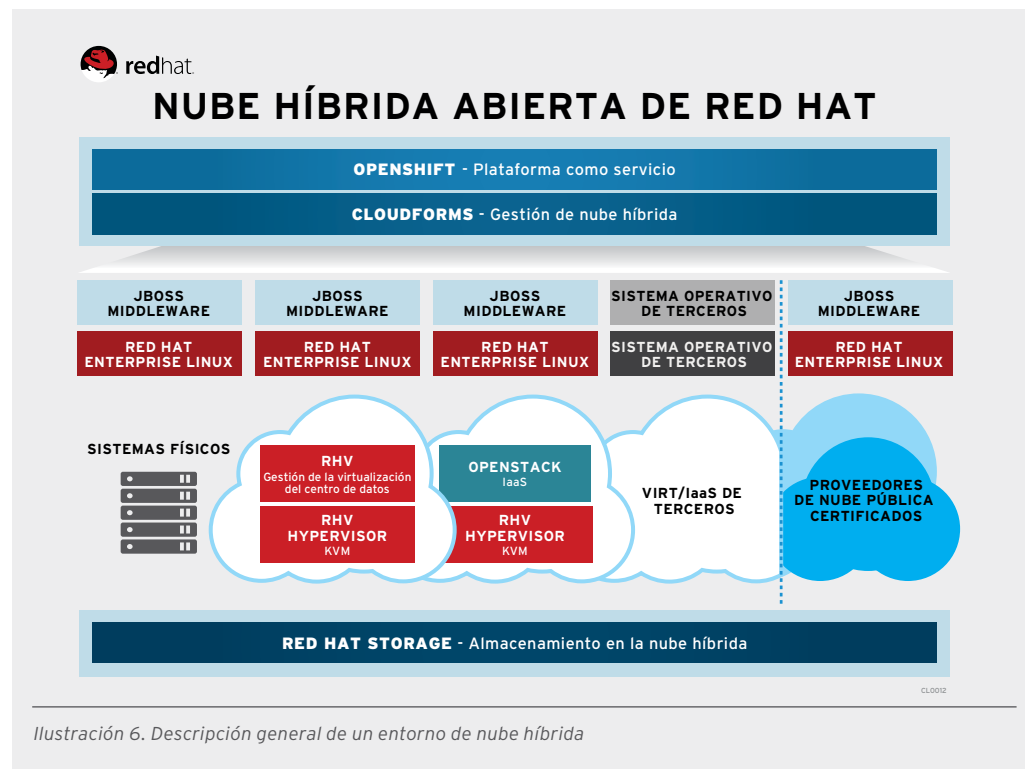 redhat.
NUBE HÍBRIDA ABIERTA DE RED HAT
OPENSHIFT - Plataforma como servicio
CLOUDFORMS - Gestión de nube híbrida
JBOSS
MIDDLEWARE
JBOSS
MIDDLEWARE
JBOSS
MIDDLEWARE
SISTEMA OPERATIVO
DE TERCEROS
JBOSS
MIDDLEWARE
RED HAT
ENTERPRISE LINUX
RED HAT
ENTERPRISE LINUX
RED HAT
ENTERPRISE LINUX
SISTEMA OPERATIVO
DE TERCEROS
RED HAT
ENTERPRISE LINUX
SISTEMAS FÍSICOS
RHV
Gestión de la virtualización
del centro de datos
RHV
HYPERVISOR
KVM
OPENSTACK
IaaS
RHV
HYPERVISOR
KVM
VIRT/IaaS DE
TERCEROS
PROVEEDORES
DE NUBE PÚBLICA
CERTIFICADOS
RED HAT STORAGE - Almacenamiento en la nube híbrida
CL0012
Ilustración 6. Descripción general de un entorno de nube híbrida